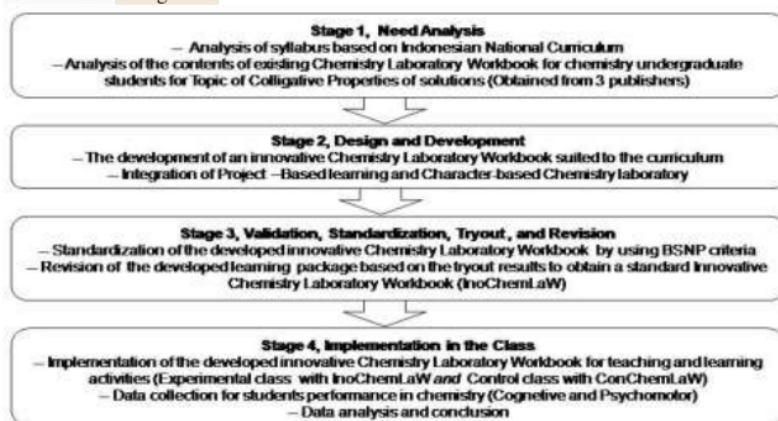 Stage 1, Need Analysis
– Analysis of syllabus based on Indonesian National Curriculum
– Analysis of the contents of existing Chemistry Laboratory Workbook for chemistry undergraduate
students for Topic of Colligative Properties of solutions (Obtained from 3 publishers)
Stage 2, Design and Development
– The development of an innovative Chemistry Laboratory Workbook suited to the curriculum
– Integration of Project –Based learning and Character-based Chemistry laboratory
Stage 3, Validation, Standardization, Tryout, and Revision
– Standardization of the developed innovative Chemistry Laboratory Workbook by using BSNP criteria
– Revision of the developed learning package based on the tryout results to obtain a standard Innovative
Chemistry Laboratory Workbook (InoChemLaW)
Stage 4, Implementation in the Class
– Implementation of the developed innovative Chemistry Laboratory Workbook for teaching and learning
activities (Experimental class with InoChemLaW and Control class with ConChemLaW)
– Data collection for students performance in chemistry (Cognetive and Psychomotor)
– Data analysis and conclusion